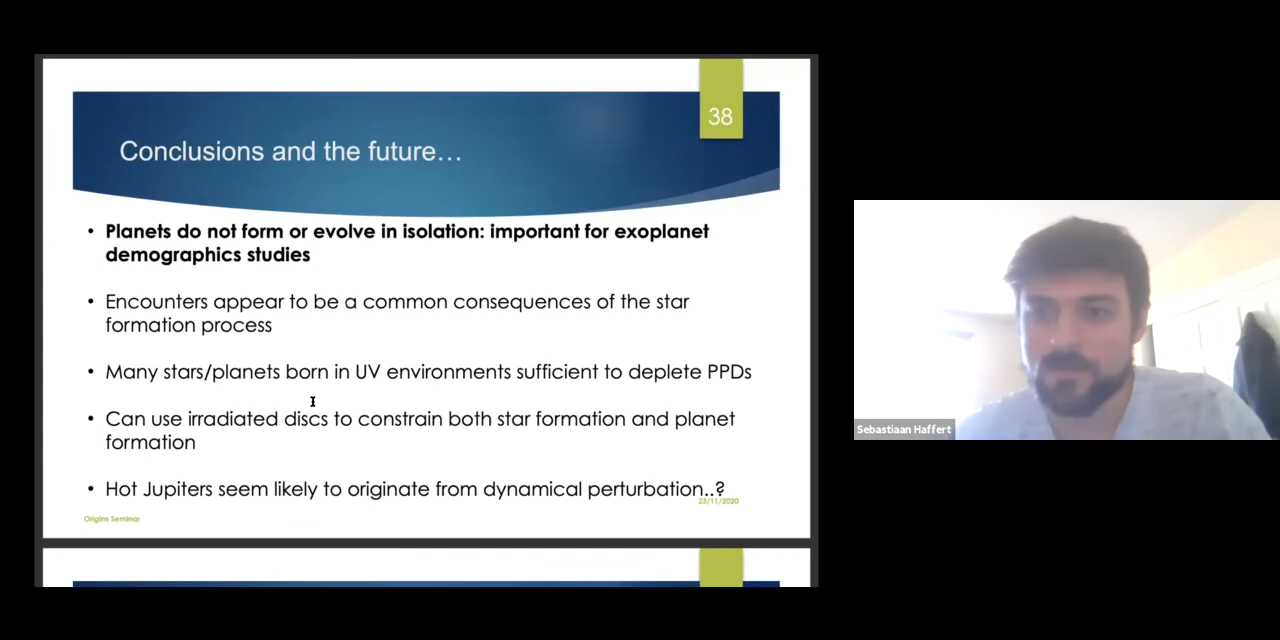 38
Conclusions and the future…
• Planets do not form or evolve in isolation: important for exoplanet
demographics studies
• Encounters appear to be a common consequences of the star
formation process
• Many stars/planets born in UV environments sufficient to deplete PPDs
• Can use irradiated discs to constrain both star formation and planet
formation
• Hot Jupiters seem likely to originate from dynamical perturbation..?
23/11/2020
Origins Seminar
Sebastiaan Haffert